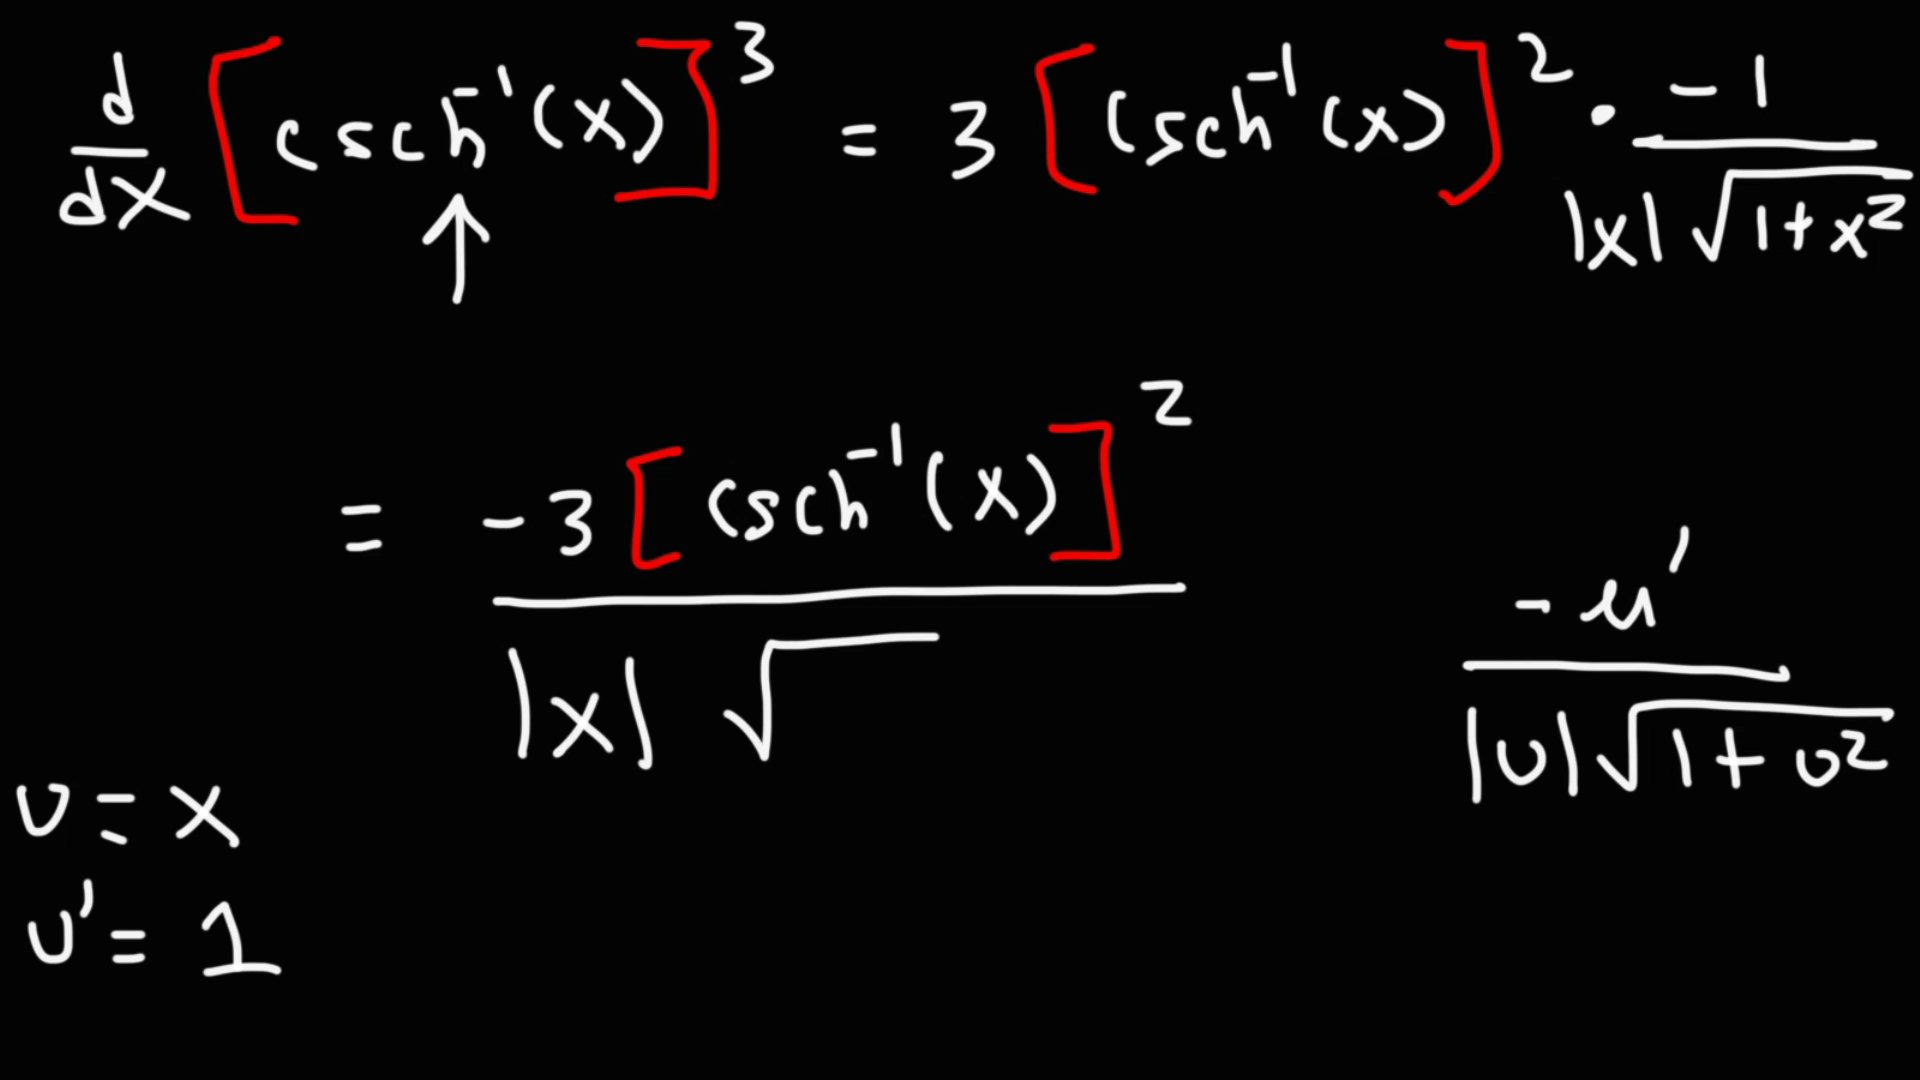 d/dx [csch⁻¹(x)]³ = 3 [csch⁻¹(x)]² · -1 / |x| √1+x²
= -3 [csch⁻¹(x)]² / |x| √
-u' / |u| √1+u²
u = x
u' = 1